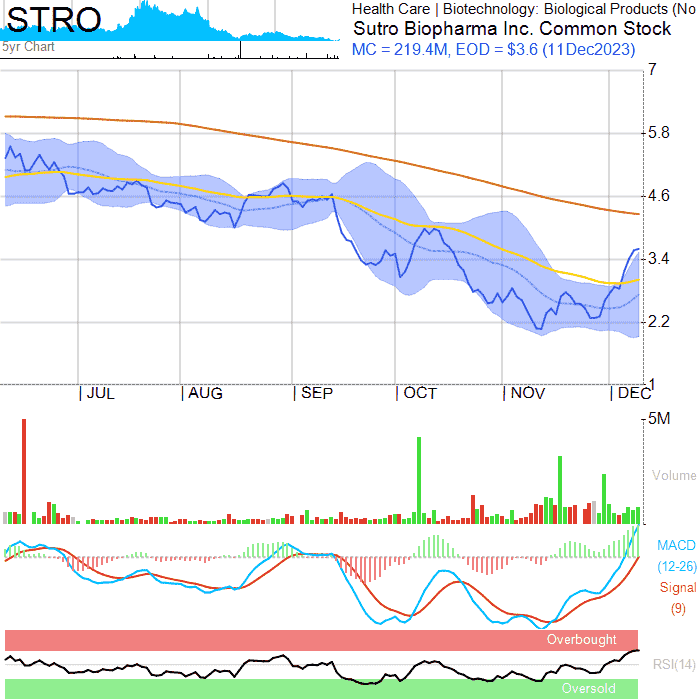 STRO
5yr Chart
Health Care | Biotechnology: Biological Products (No
Sutro Biopharma Inc. Common Stock
MC = 219.4M, EOD = $3.6 (11Dec2023)
7
5.8
4.6
3.4
2.2
1
| JUL | AUG | SEP | OCT | NOV | DEC
5M
Volume
MACD
(12-26)
Signal
(9)
Overbought
RSI(14)
Oversold